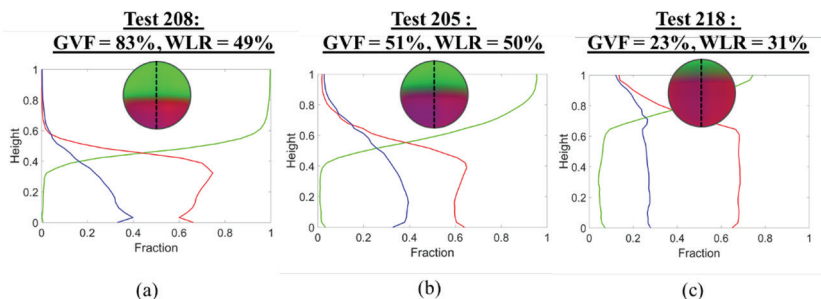 Test 208:
GVF = 83%, WLR = 49%
Test 205:
GVF = 51%, WLR = 50%
Test 218 :
GVF = 23%, WLR = 31%
1
0.8
0.6
0.4
0.2
0
Height
0
0.2
0.4
0.6
0.8
1
Fraction
(a)
1
0.8
0.6
0.4
0.2
0
Height
0
0.2
0.4
0.6
0.8
1
Fraction
(b)
1
0.8
0.6
0.4
0.2
0
Height
0
0.2
0.4
0.6
0.8
1
Fraction
(c)